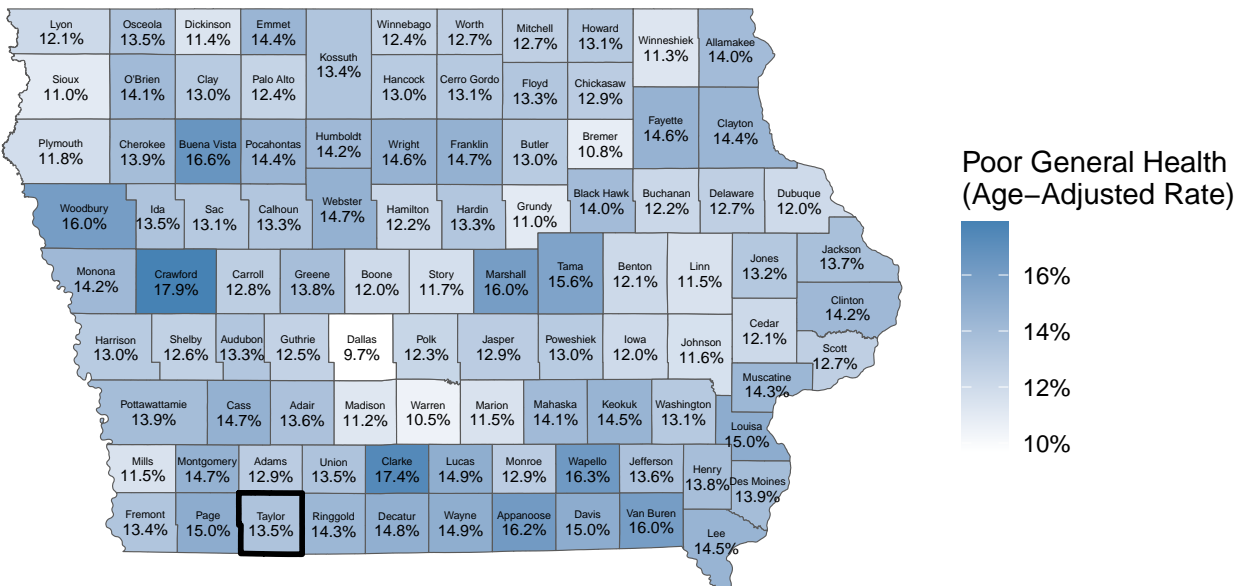 Lyon
12.1%
Osceola
13.5%
Dickinson
11.4%
Emmet
14.4%
Kossuth
13.4%
Winnebago
12.4%
Worth
12.7%
Mitchell
12.7%
Howard
13.1%
Winneshiek
11.3%
Allamakee
14.0%
Sioux
11.0%
O'Brien
14.1%
Clay
13.0%
Palo Alto
12.4%
Hancock
13.0%
Cerro Gordo
13.1%
Floyd
13.3%
Chickasaw
12.9%
Plymouth
11.8%
Cherokee
13.9%
Buena Vista
16.6%
Pocahontas
14.4%
Humboldt
14.2%
Wright
14.6%
Franklin
14.7%
Butler
13.0%
Bremer
10.8%
Fayette
14.6%
Clayton
14.4%
Woodbury
16.0%
Ida
13.5%
Sac
13.1%
Calhoun
13.3%
Webster
14.7%
Hamilton
12.2%
Hardin
13.3%
Grundy
11.0%
Black Hawk
14.0%
Buchanan
12.2%
Delaware
12.7%
Dubuque
12.0%
Monona
14.2%
Crawford
17.9%
Carroll
12.8%
Greene
13.8%
Boone
12.0%
Story
11.7%
Marshall
16.0%
Tama
15.6%
Benton
12.1%
Linn
11.5%
Jones
13.2%
Jackson
13.7%
Clinton
14.2%
Harrison
13.0%
Shelby
12.6%
Audubon
13.3%
Guthrie
12.5%
Dallas
9.7%
Polk
12.3%
Jasper
12.9%
Poweshiek
13.0%
Iowa
12.0%
Johnson
11.6%
Cedar
12.1%
Scott
12.7%
Muscatine
14.3%
Pottawattamie
13.9%
Cass
14.7%
Adair
13.6%
Madison
11.2%
Warren
10.5%
Marion
11.5%
Mahaska
14.1%
Keokuk
14.5%
Washington
13.1%
Louisa
15.0%
Mills
11.5%
Montgomery
14.7%
Adams
12.9%
Union
13.5%
Clarke
17.4%
Lucas
14.9%
Monroe
12.9%
Wapello
16.3%
Jefferson
13.6%
Henry
13.8%
Des Moines
13.9%
Fremont
13.4%
Page
15.0%
Taylor
13.5%
Ringgold
14.3%
Decatur
14.8%
Wayne
14.9%
Appanoose
16.2%
Davis
15.0%
Van Buren
16.0%
Lee
14.5%
Poor General Health
(Age−Adjusted Rate)
16%
14%
12%
10%